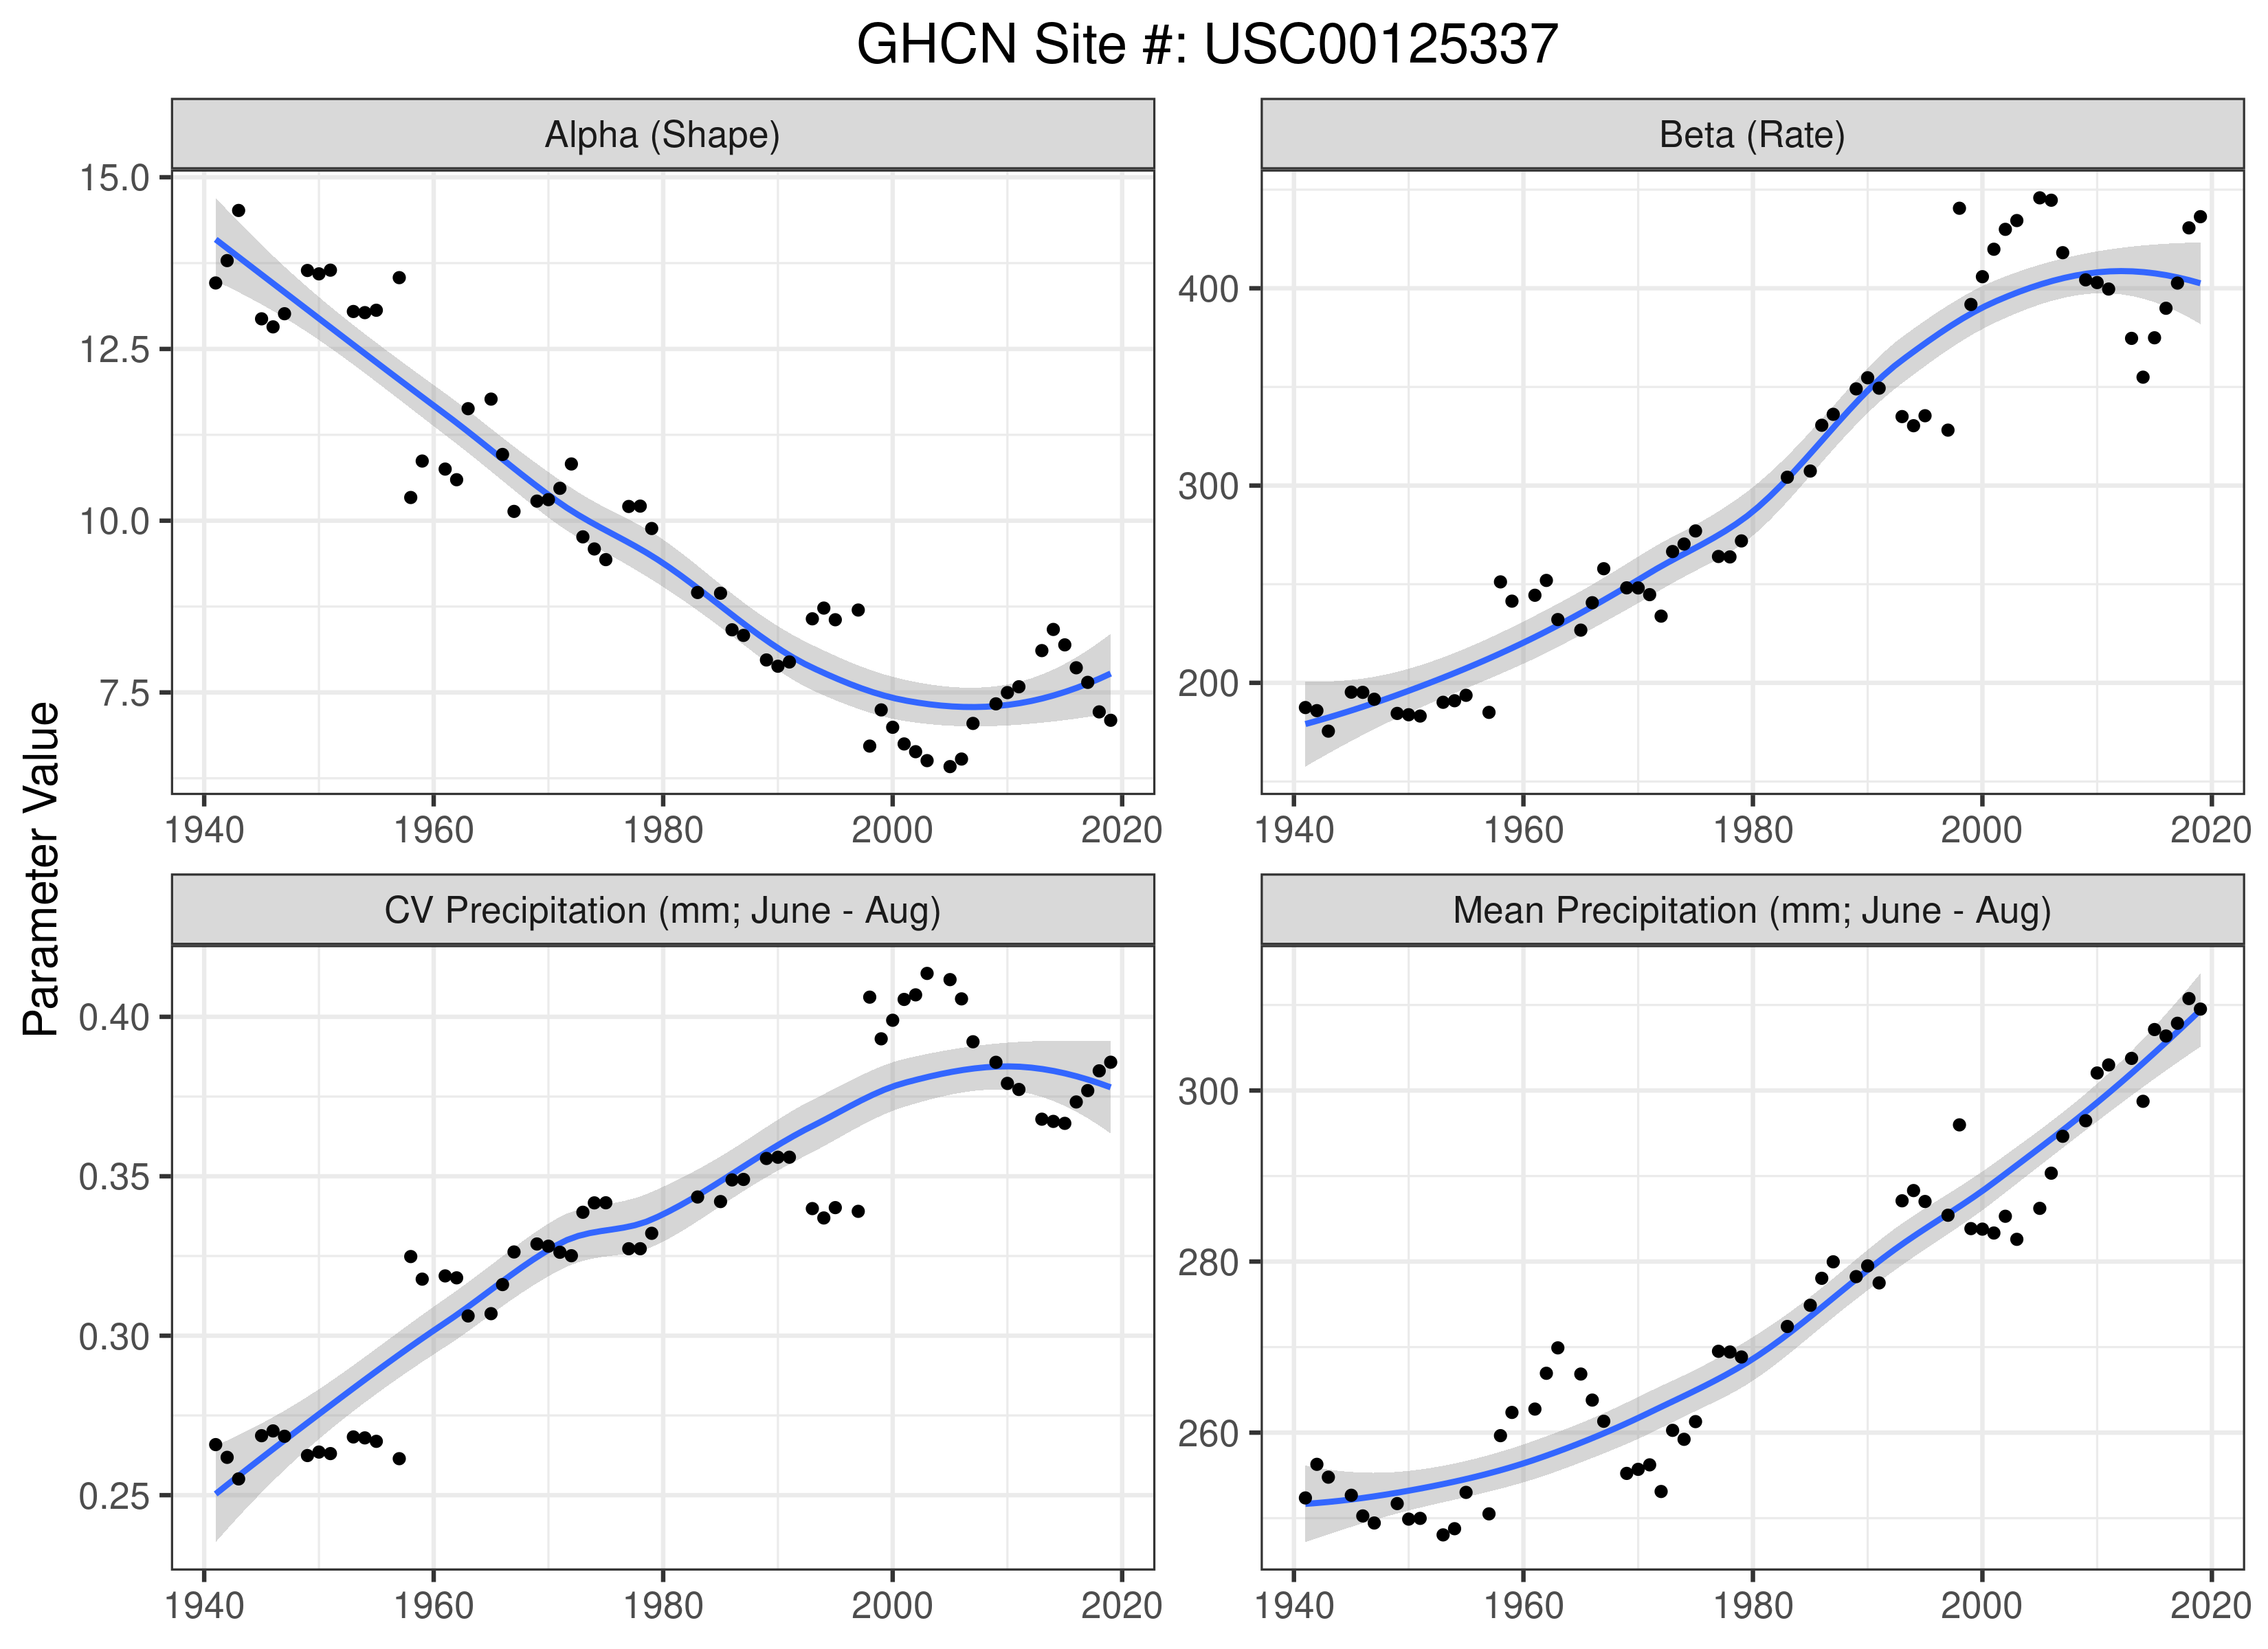 GHCN Site #: USC00125337
Alpha (Shape)
Beta (Rate)
15.0
12.5
10.0
7.5
400
300
200
1940 1960 1980 2000 2020
1940 1960 1980 2000 2020
Parameter Value
CV Precipitation (mm; June - Aug)
Mean Precipitation (mm; June - Aug)
0.40
0.35
0.30
0.25
300
280
260
1940 1960 1980 2000 2020
1940 1960 1980 2000 2020